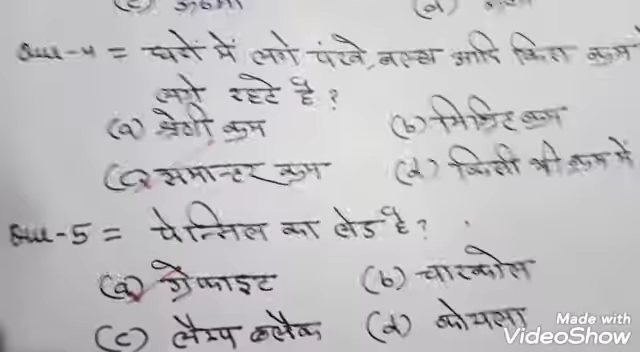 (c) (d)
प्रश्न-4 = घरों में लगे पंखे, बल्ब आदि किस क्रम
लगे रहते है ?
(a) श्रेणी क्रम (b) मिश्रित क्रम
(c) समान्तर क्रम (d) किसी भी क्रम में
प्रश्न-5 = पेन्सिल का लेड है ?
(a) ग्रेफाइट (b) चारकोल
(c) लैम्प ब्लैक (d) कोयला
Made with
VideoShow